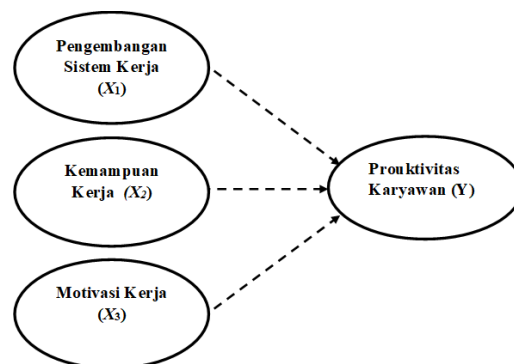 Pengembangan
Sistem Kerja
(X1)
Kemampuan
Kerja (X2)
Motivasi Kerja
(X3)
Prouktivitas
Karyawan (Y)